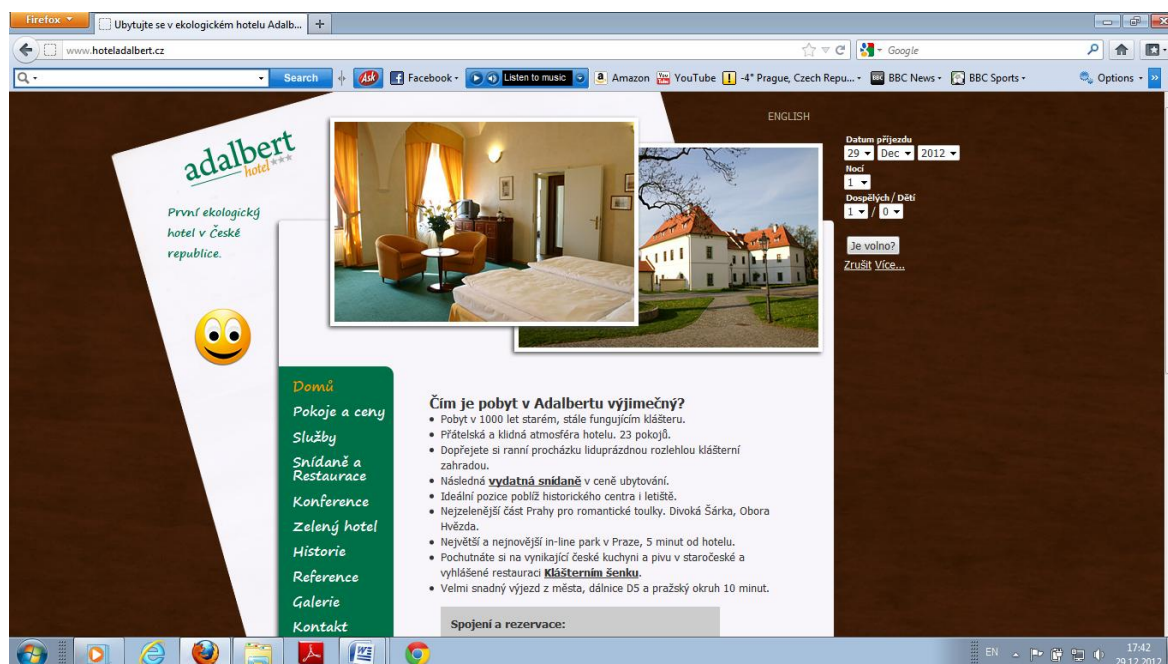 Firefox
Ubytujte se v ekologickém hotelu Adalb...
www.hoteladalbert.cz
Google
Search
Ask
Facebook
Listen to music
Amazon
YouTube
-4° Prague, Czech Repu...
BBC News
BBC Sports
Options
ENGLISH
adalbert
hotel***
První ekologický
hotel v České
republice.
Datum příjezdu
29 Dec 2012
Nocí
1
Dospělých / Dětí
1 / 0
Je volno?
Zrušit Více...
Domů
Pokoje a ceny
Služby
Snídaně a
Restaurace
Konference
Zelený hotel
Historie
Reference
Galerie
Kontakt
Čím je pobyt v Adalbertu výjimečný?
• Pobyt v 1000 let starém, stále fungujícím klášteru.
• Přátelská a klidná atmosféra hotelu. 23 pokojů.
• Dopřejete si ranní procházku liduprázdnou rozlehlou klášterní
zahradou.
• Následná vydatná snídaně v ceně ubytování.
• Ideální pozice poblíž historického centra i letiště.
• Nejzelenější část Prahy pro romantické toulky. Divoká Šárka, Obora
Hvězda.
• Největší a nejnovější in-line park v Praze, 5 minut od hotelu.
• Pochutnáte si na vynikající české kuchyni a pivu v staročeské a
vyhlášené restauraci Klášterním šenku.
• Velmi snadný výjezd z města, dálnice D5 a pražský okruh 10 minut.
Spojení a rezervace:
EN
17:42
29.12.2012